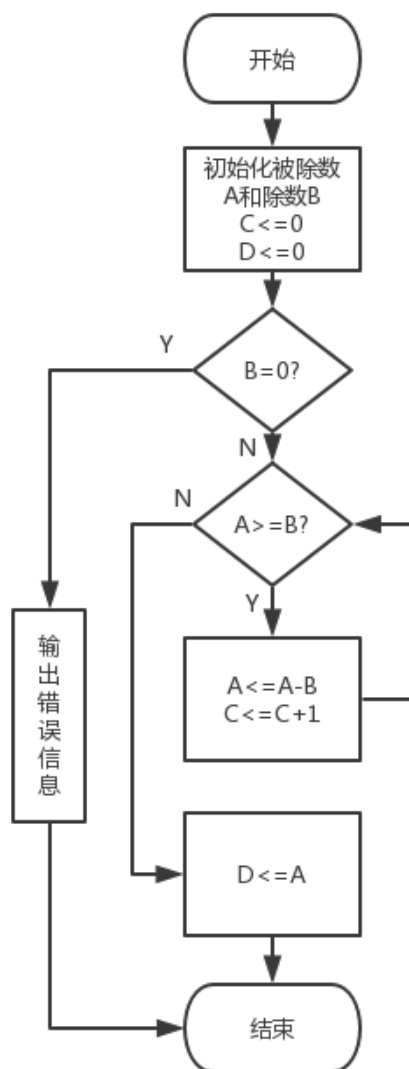 开始
初始化被除数
A和除数B
C<=0
D<=0
Y
B=0?
N
N
A>=B?
Y
输
出
错
误
信
息
A<=A-B
C<=C+1
D<=A
结束